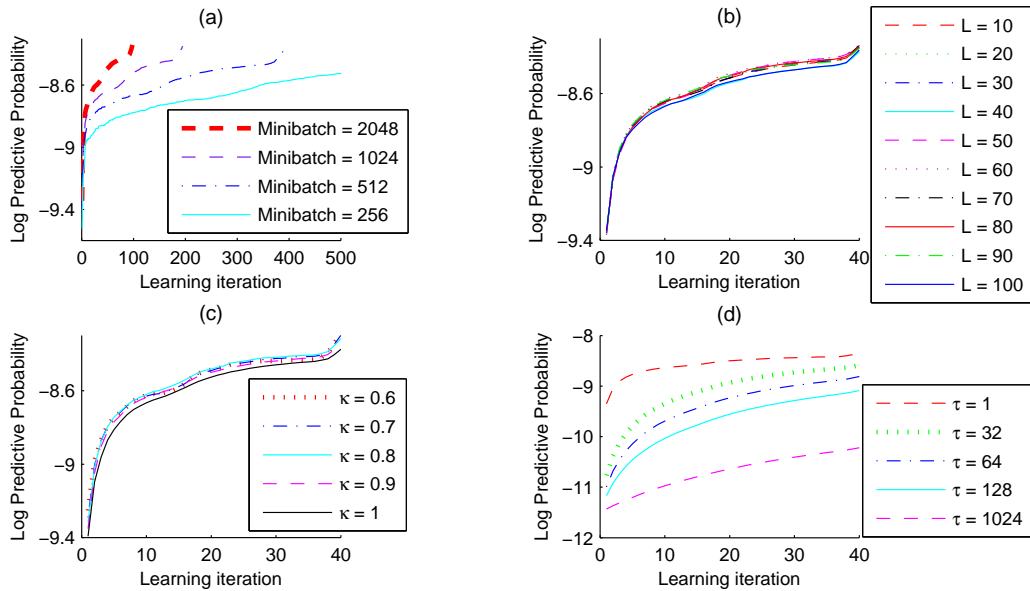 (a)
Log Predictive Probability
−8.6
−9
−9.4
0 100 200 300 400 500
Learning iteration
Minibatch = 2048
Minibatch = 1024
Minibatch = 512
Minibatch = 256
(b)
Log Predictive Probability
−8.6
−9
−9.4
0 10 20 30 40
Learning iteration
L = 10
L = 20
L = 30
L = 40
L = 50
L = 60
L = 70
L = 80
L = 90
L = 100
(c)
Log Predictive Probability
−8.6
−9
−9.4
0 10 20 30 40
Learning iteration
κ = 0.6
κ = 0.7
κ = 0.8
κ = 0.9
κ = 1
(d)
Log Predictive Probability
−8
−9
−10
−11
−12
0 10 20 30 40
Learning iteration
τ = 1
τ = 32
τ = 64
τ = 128
τ = 1024